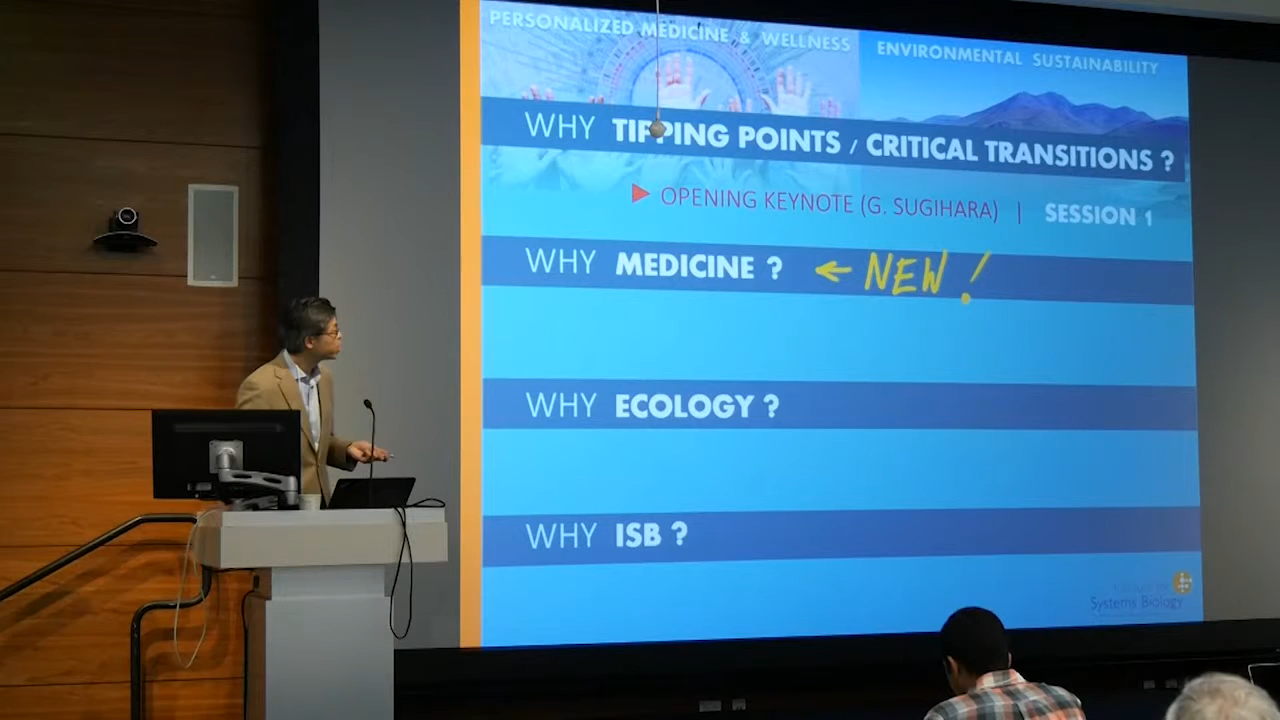 PERSONALIZED MEDICINE & WELLNESS
ENVIRONMENTAL SUSTAINABILITY
WHY TIPPING POINTS / CRITICAL TRANSITIONS ?
► OPENING KEYNOTE (G. SUGIHARA) | SESSION 1
WHY MEDICINE ? ← NEW !
WHY ECOLOGY ?
WHY ISB ?
Systems Biology